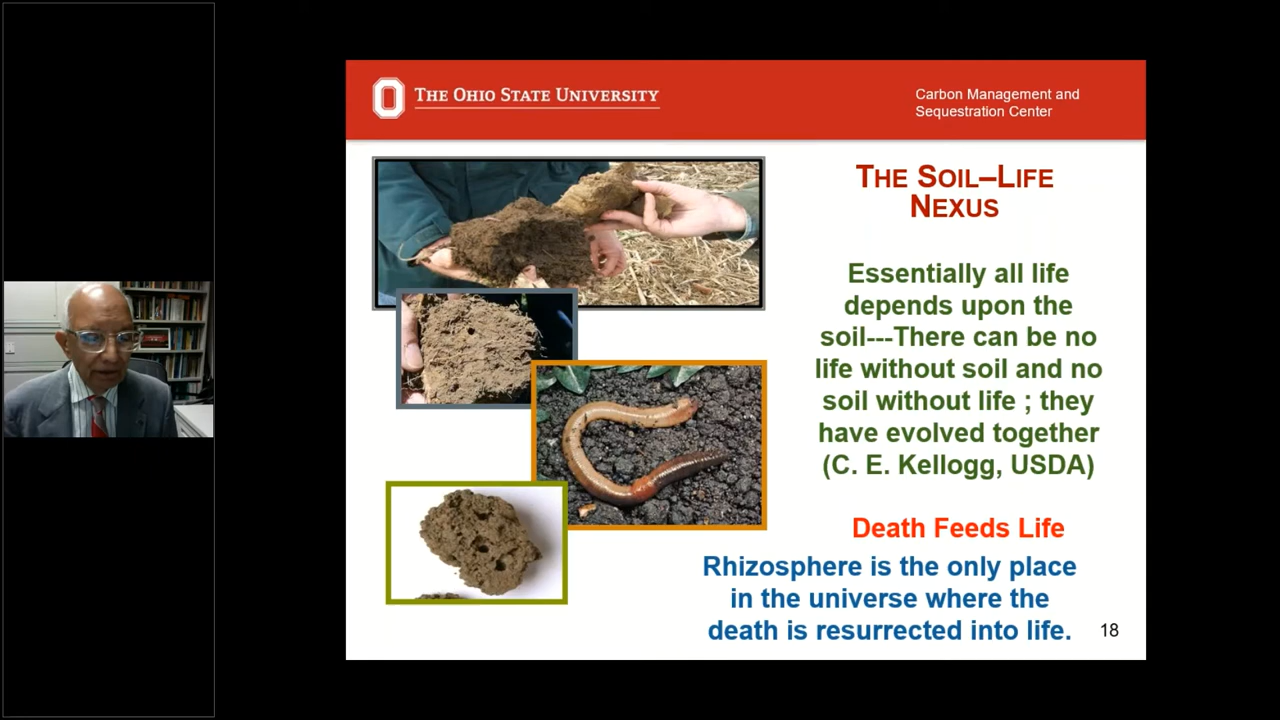 THE OHIO STATE UNIVERSITY
Carbon Management and
Sequestration Center
THE SOIL–LIFE
NEXUS
Essentially all life
depends upon the
soil---There can be no
life without soil and no
soil without life ; they
have evolved together
(C. E. Kellogg, USDA)
Death Feeds Life
Rhizosphere is the only place
in the universe where the
death is resurrected into life.
18